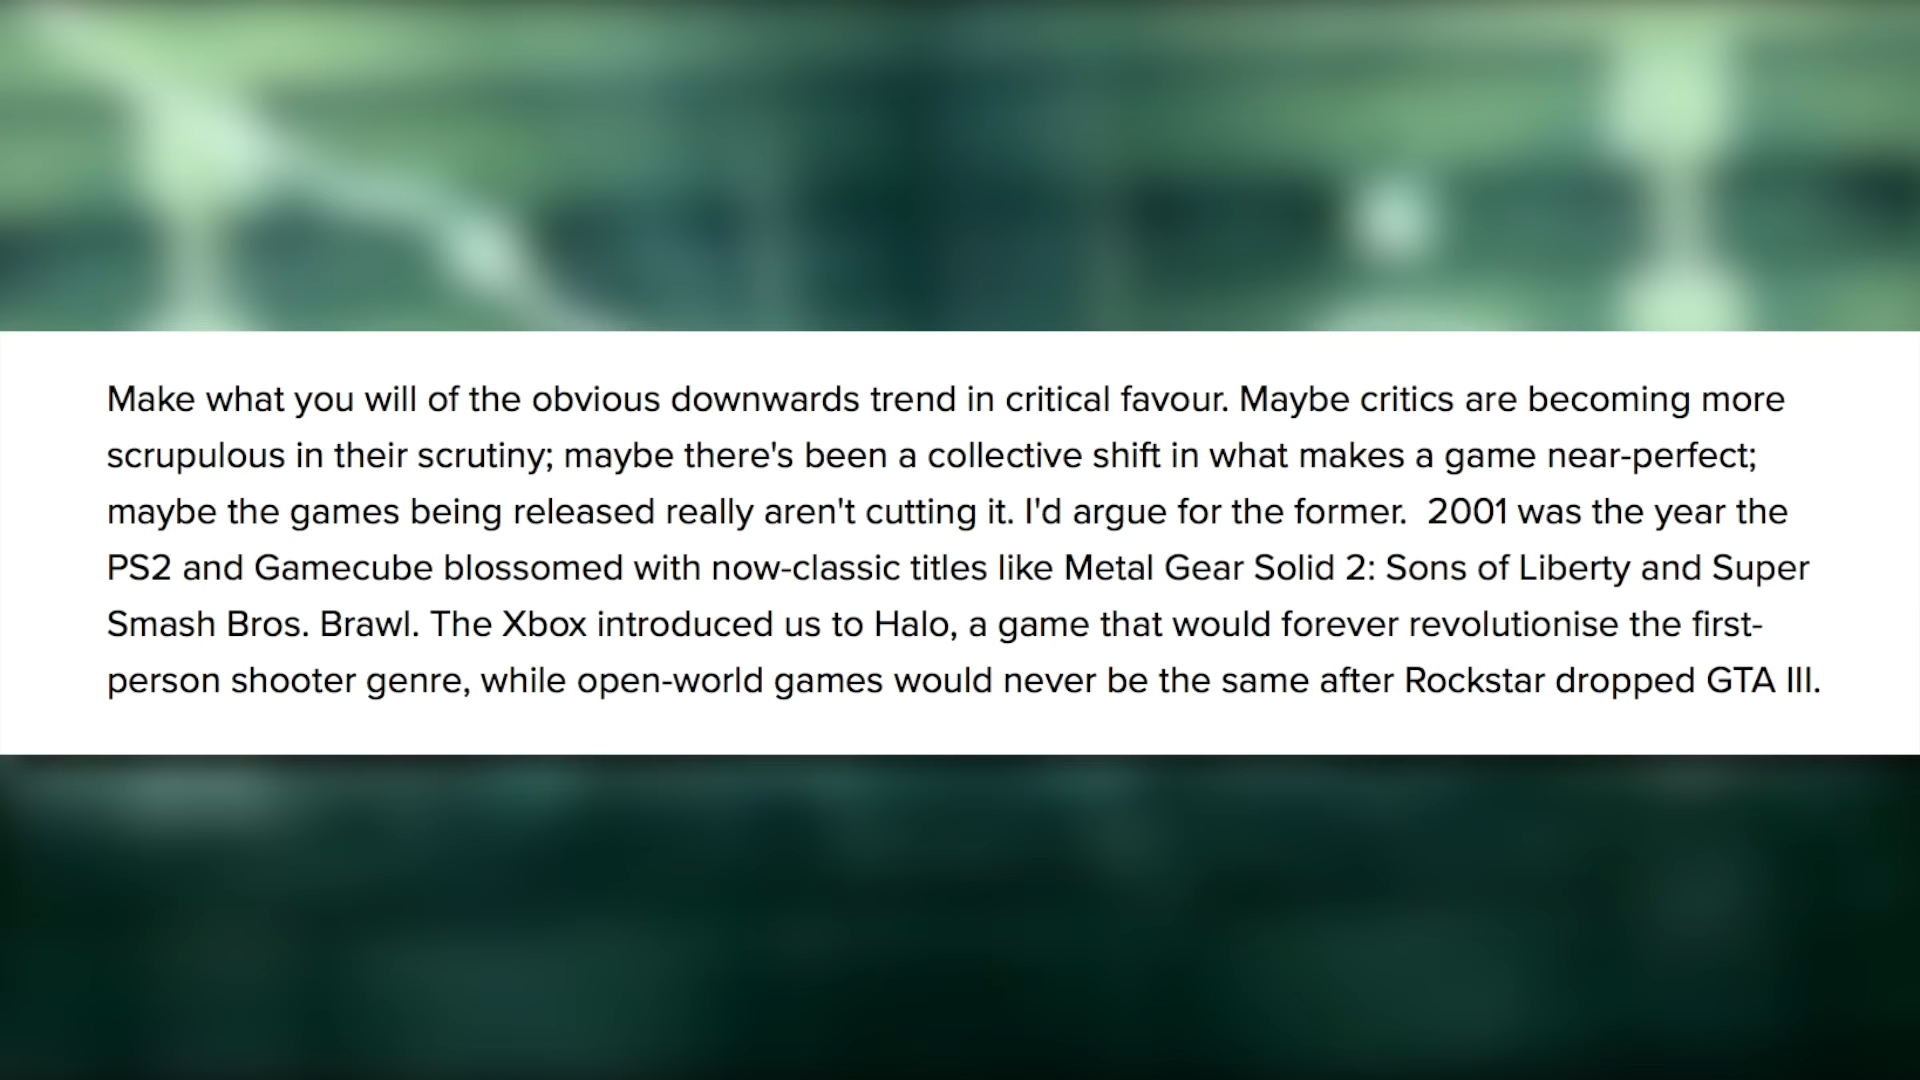 Make what you will of the obvious downwards trend in critical favour. Maybe critics are becoming more
scrupulous in their scrutiny; maybe there's been a collective shift in what makes a game near-perfect;
maybe the games being released really aren't cutting it. I'd argue for the former.  2001 was the year the
PS2 and Gamecube blossomed with now-classic titles like Metal Gear Solid 2: Sons of Liberty and Super
Smash Bros. Brawl. The Xbox introduced us to Halo, a game that would forever revolutionise the first-
person shooter genre, while open-world games would never be the same after Rockstar dropped GTA III.